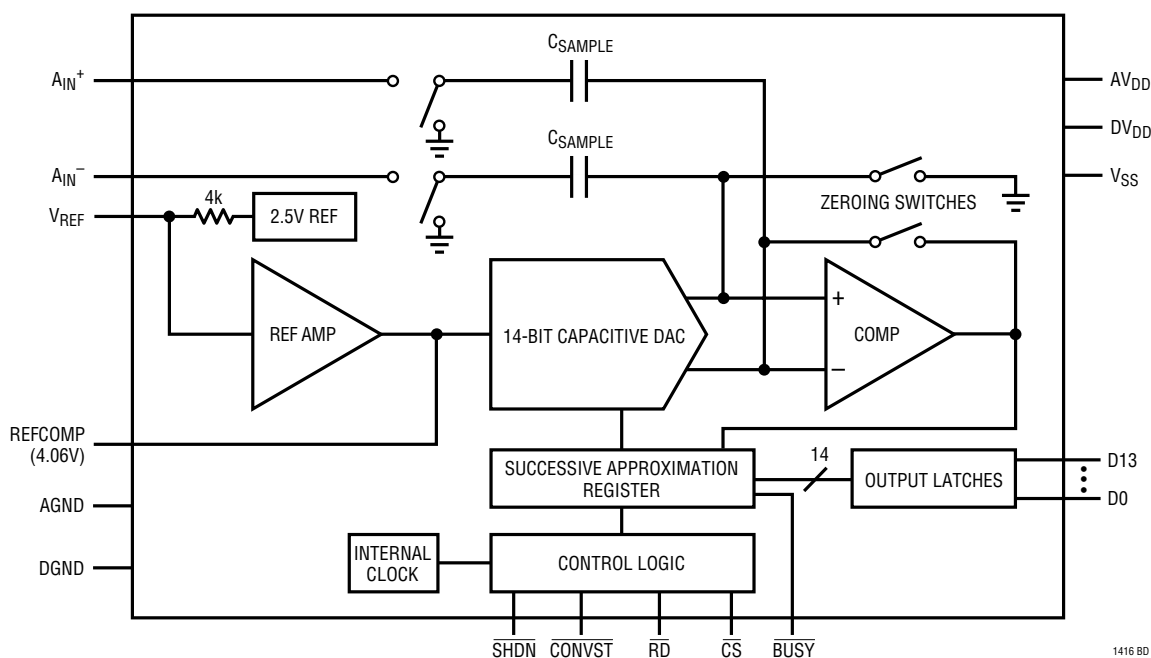 CSAMPLE
AIN+
AVDD
DVDD
CSAMPLE
AIN−
VSS
4k
ZEROING SWITCHES
VREF
2.5V REF
+
REF AMP
14-BIT CAPACITIVE DAC
COMP
−
REFCOMP
(4.06V)
14
D13
SUCCESSIVE APPROXIMATION
REGISTER
OUTPUT LATCHES
D0
AGND
INTERNAL
CLOCK
CONTROL LOGIC
DGND
SHDN
CONVST
RD
CS
BUSY
1416 BD